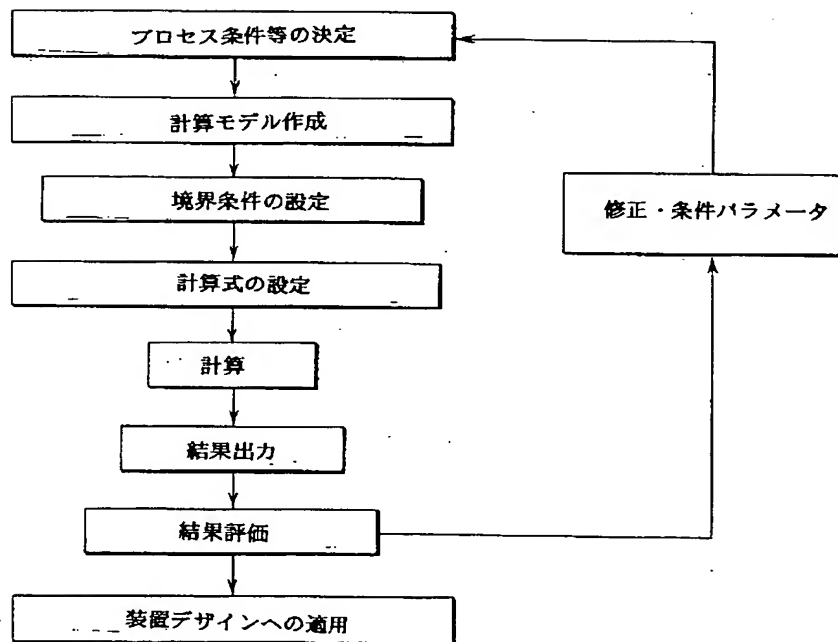 プロセス条件等の決定
計算モデル作成
境界条件の設定
計算式の設定
計算
結果出力
結果評価
装置デザインへの適用
修正・条件パラメータ